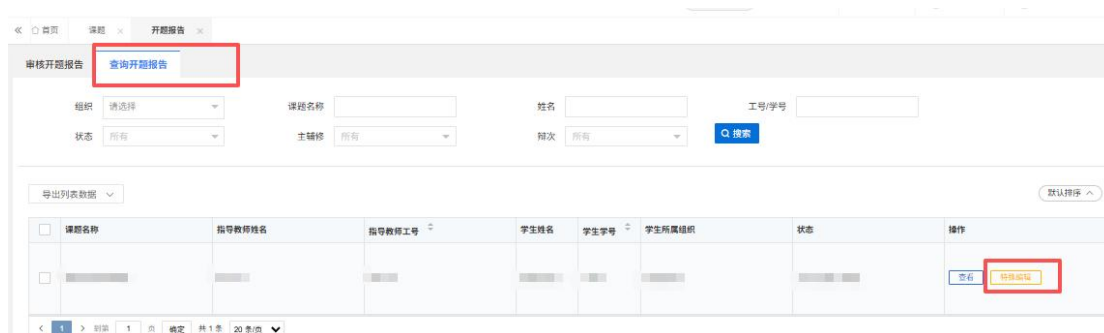 « 首页 课题 × 开题报告 ×
审核开题报告 查询开题报告
组织 请选择 课题名称 姓名 工号/学号
状态 所有 主辅修 所有 辩次 所有 搜索
导出列表数据 默认排序
课题名称 指导教师姓名 指导教师工号 学生姓名 学生学号 学生所属组织 状态 操作
查看 特殊编辑
< 1 > 到第 1 页 确定 共 1 条 20 条/页